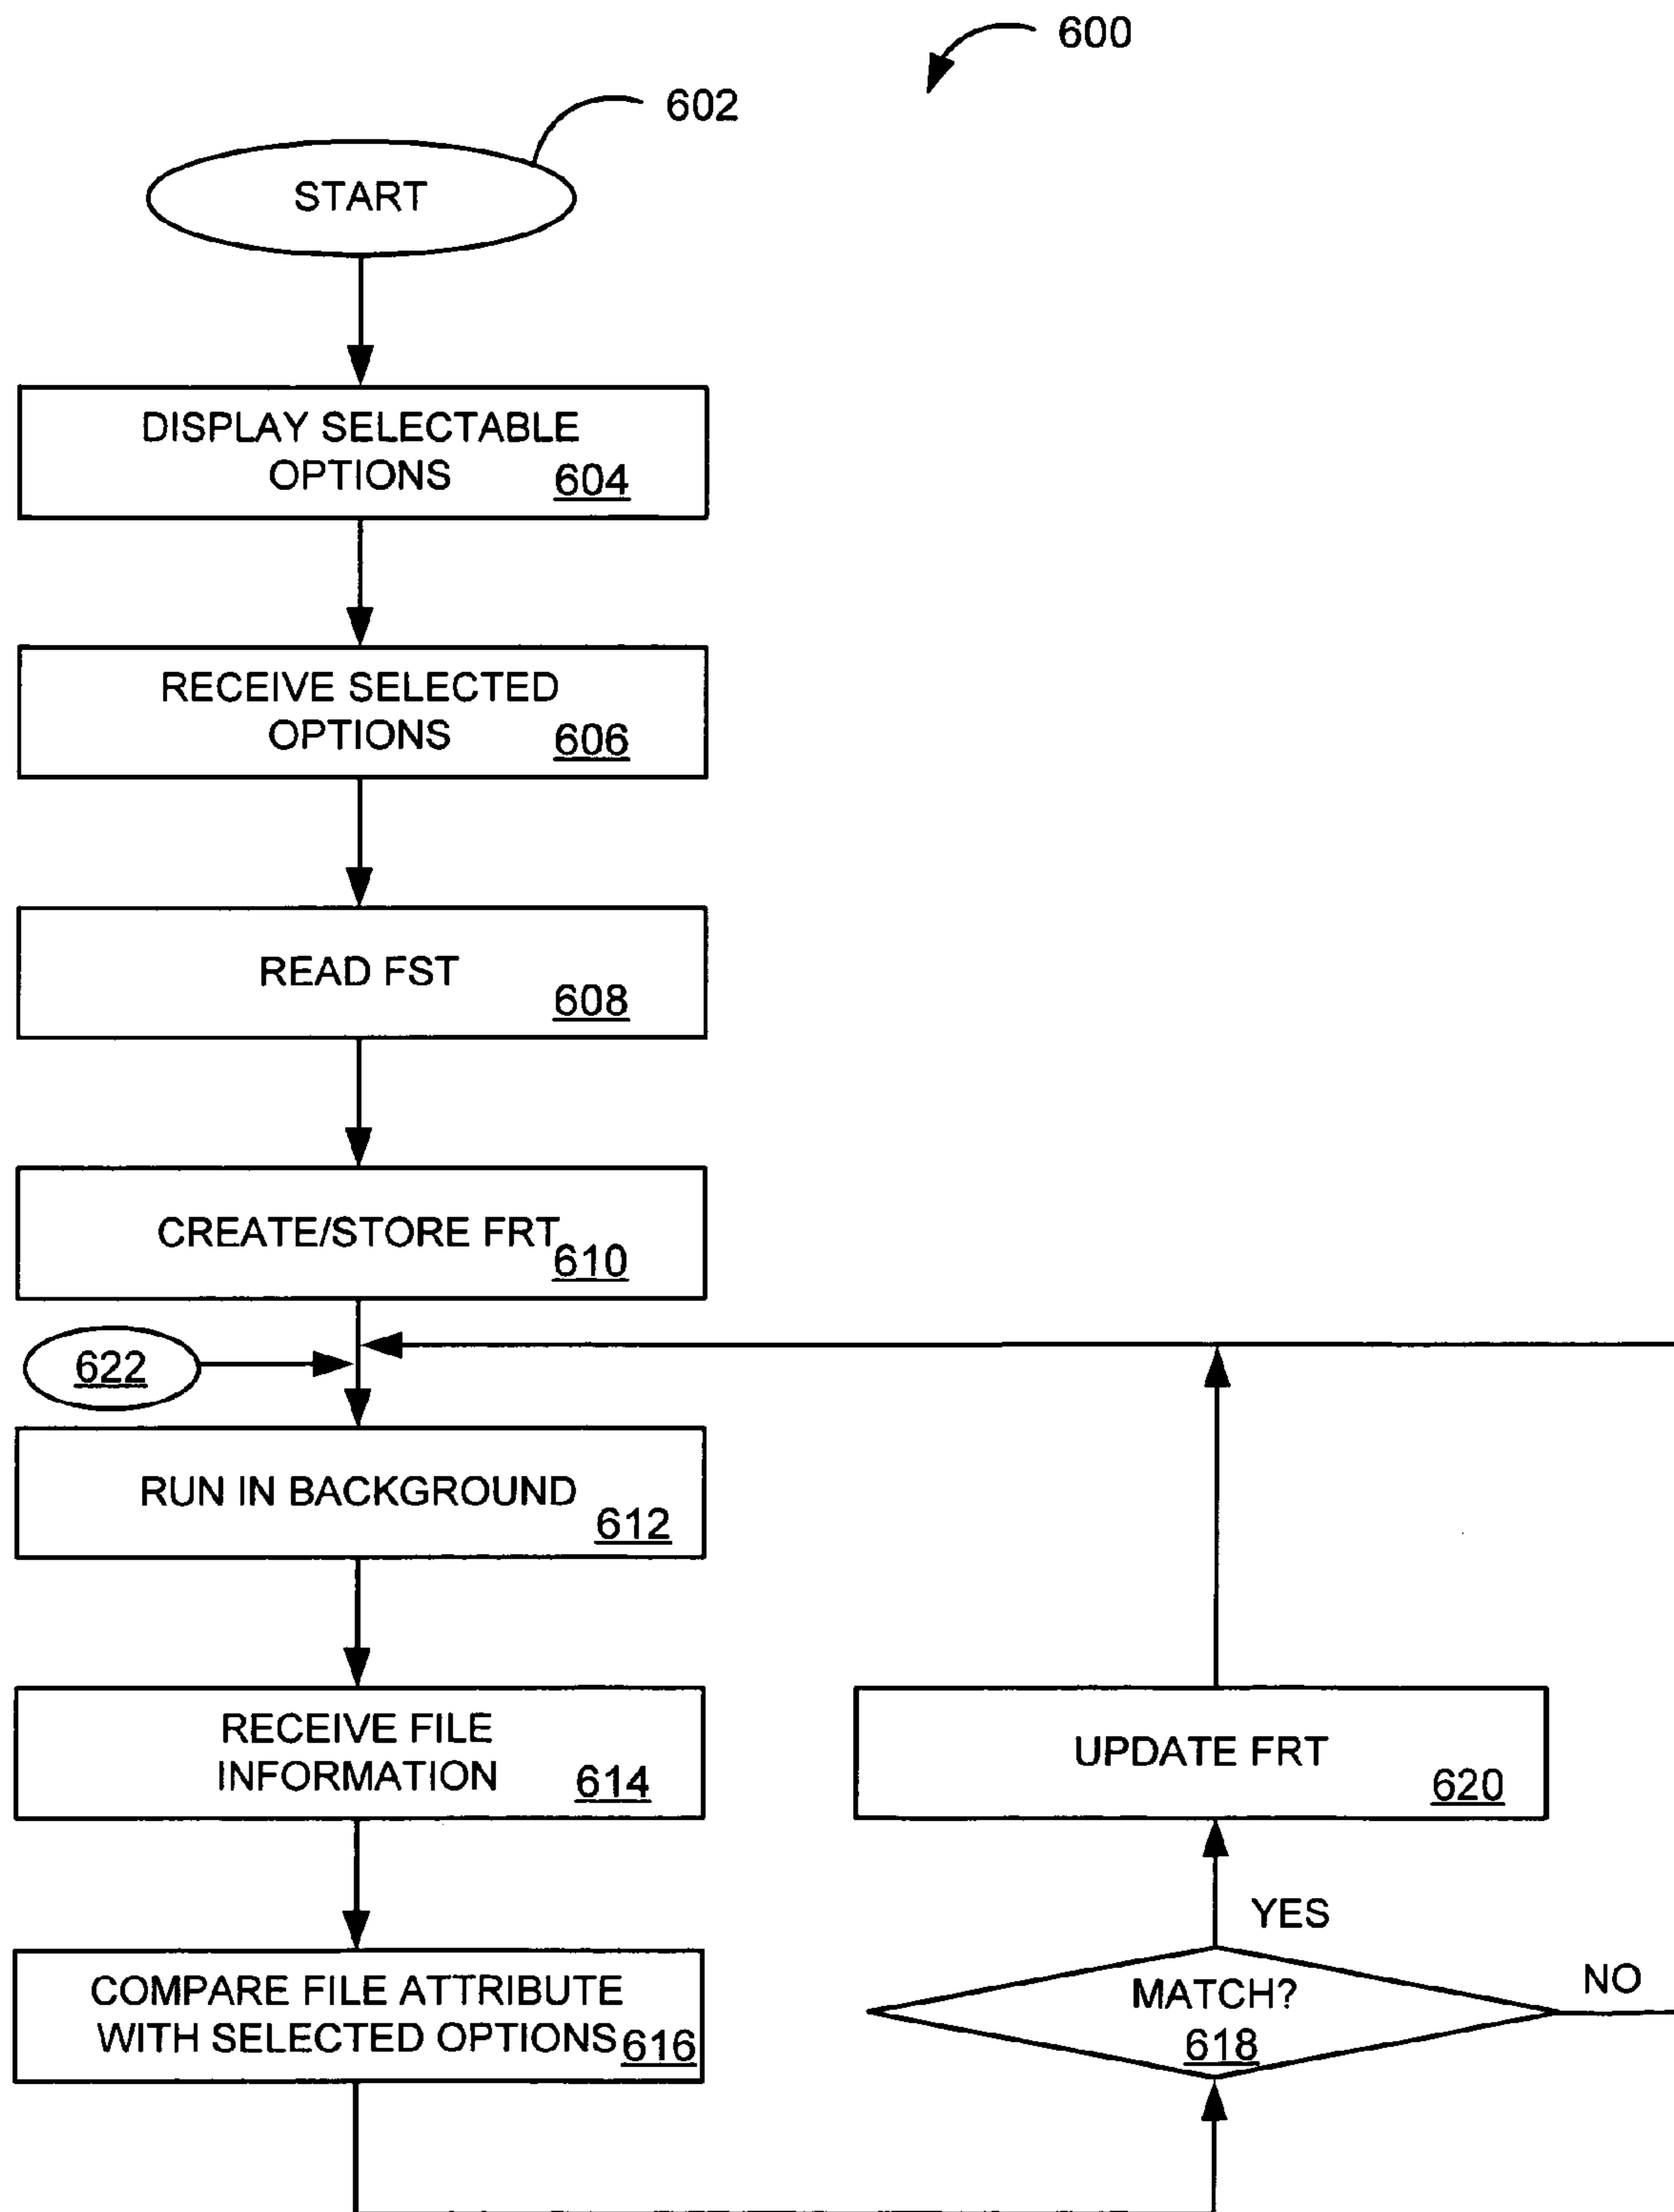 600
602
START
DISPLAY SELECTABLE
OPTIONS 604
RECEIVE SELECTED
OPTIONS 606
READ FST
608
CREATE/STORE FRT
610
622
RUN IN BACKGROUND
612
RECEIVE FILE
INFORMATION 614
COMPARE FILE ATTRIBUTE
WITH SELECTED OPTIONS 616
UPDATE FRT
620
YES
MATCH?
618
NO